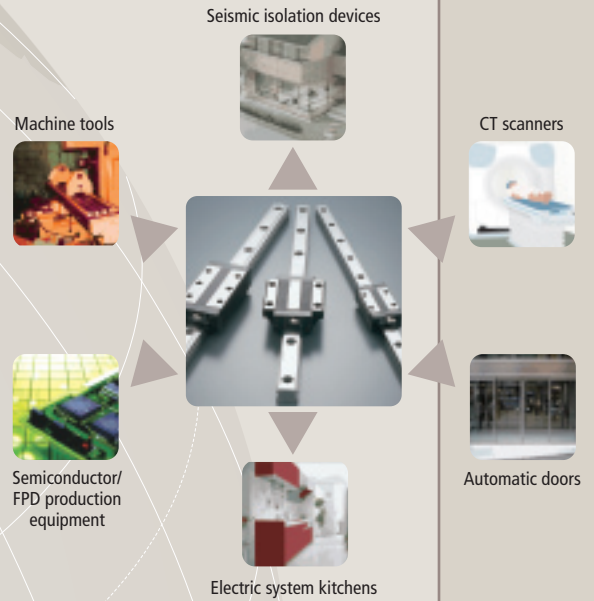 Seismic isolation devices
Machine tools
CT scanners
Semiconductor/
FPD production
equipment
Automatic doors
Electric system kitchens